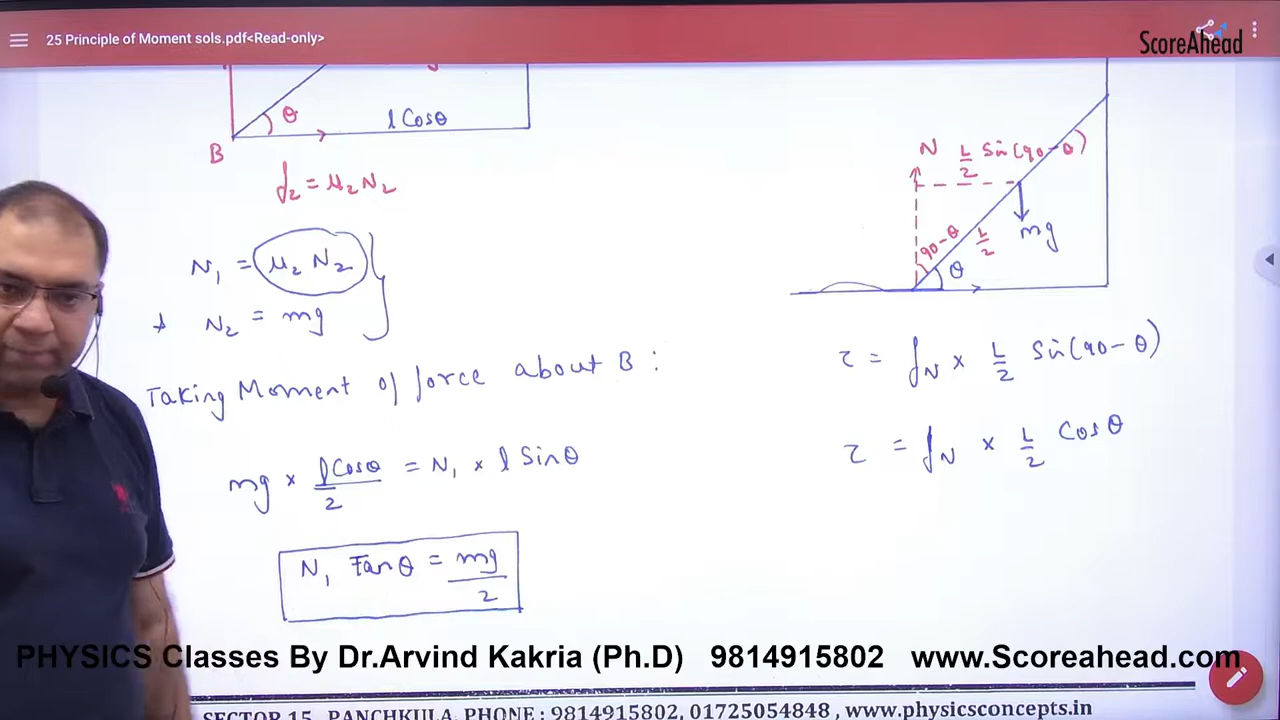 25 Principle of Moment sols.pdf<Read-only>
ScoreAhead
θ
l Cosθ
B
f₂ = μ₂ N₂
N₁ = μ₂ N₂
N₂ = mg
Taking Moment of force about B :
mg × l Cosθ / 2 = N₁ × l Sinθ
N₁ Tanθ = mg / 2
N L/2 Sin(90-θ)
mg
90-θ
L/2
θ
τ = fN × L/2 Sin(90-θ)
τ = fN × L/2 Cosθ
PHYSICS Classes By Dr.Arvind Kakria (Ph.D) 9814915802 www.Scoreahead.com
SECTOR 15, PANCHKULA, PHONE : 9814915802, 01725054848 , www.physicsconcepts.in